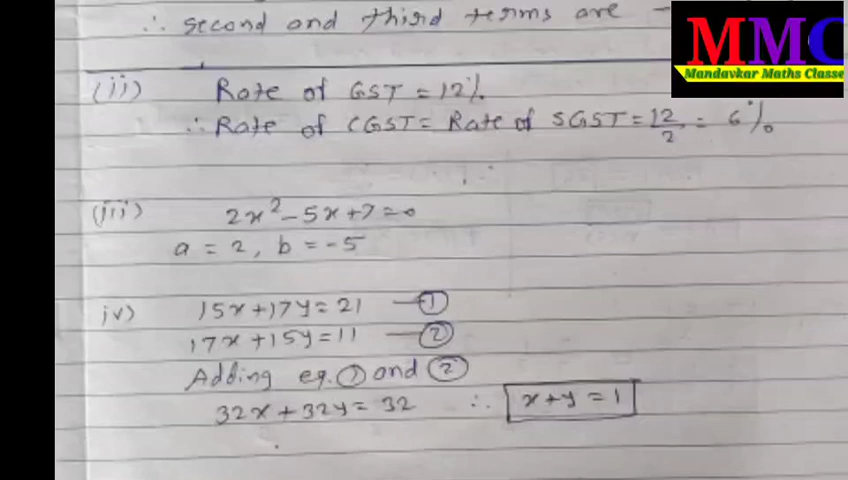 ∴ second and third terms are -
MMC
Mandavkar Maths Classe
(ii) Rate of GST = 12%
∴ Rate of CGST = Rate of SGST = 12/2 = 6%
(iii) 2x² - 5x + 7 = 0
a = 2, b = -5
iv) 15x + 17y = 21 —①
17x + 15y = 11 —②
Adding eq. ① and ②
32x + 32y = 32 ∴ x + y = 1